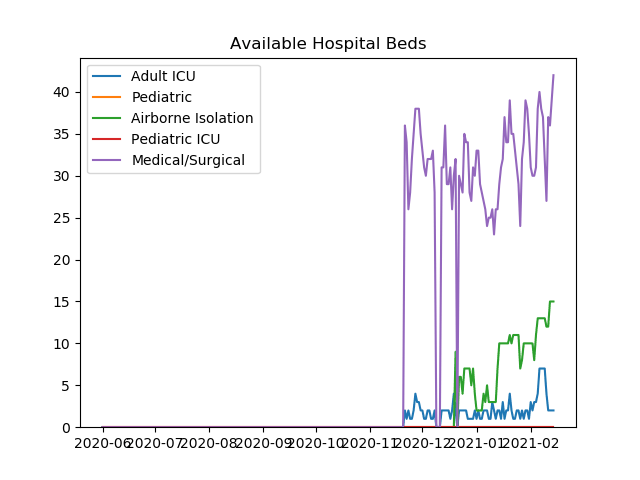 Available Hospital Beds
Adult ICU
Pediatric
Airborne Isolation
Pediatric ICU
Medical/Surgical
40
35
30
25
20
15
10
5
0
2020-06 2020-07 2020-08 2020-09 2020-10 2020-11 2020-12 2021-01 2021-02